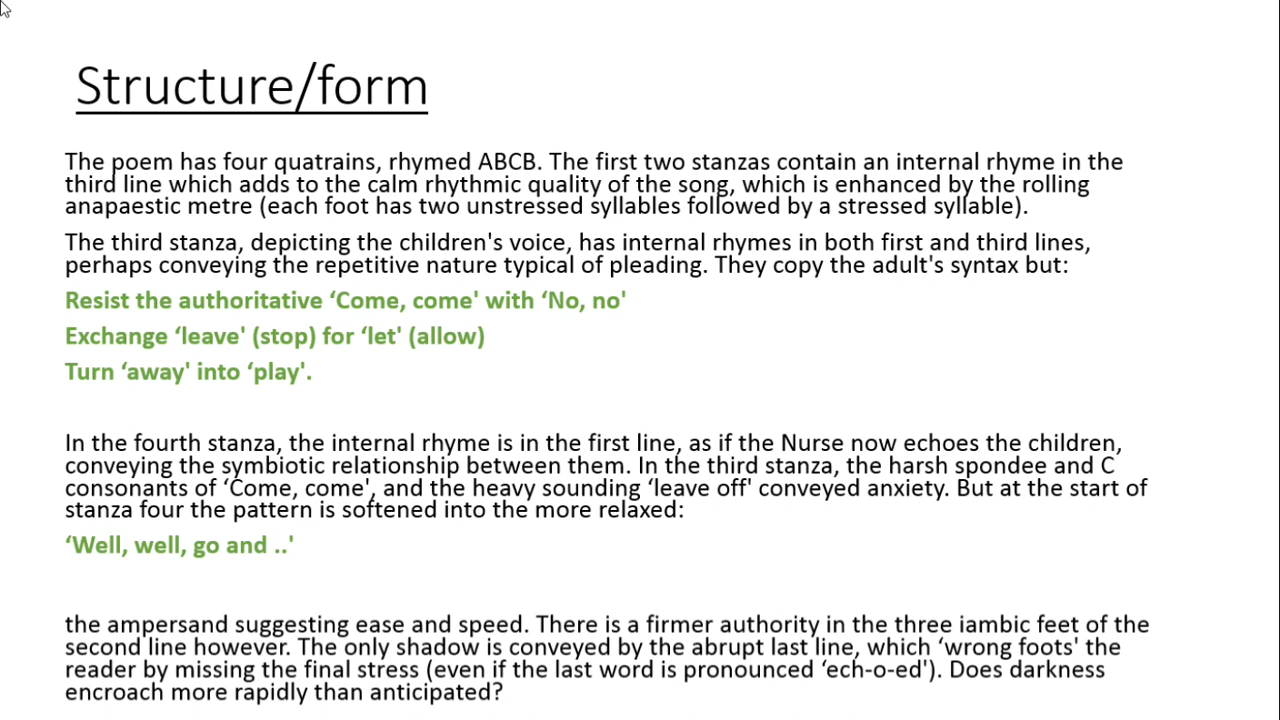 Structure/form
The poem has four quatrains, rhymed ABCB. The first two stanzas contain an internal rhyme in the
third line which adds to the calm rhythmic quality of the song, which is enhanced by the rolling
anapaestic metre (each foot has two unstressed syllables followed by a stressed syllable).
The third stanza, depicting the children's voice, has internal rhymes in both first and third lines,
perhaps conveying the repetitive nature typical of pleading. They copy the adult's syntax but:
Resist the authoritative ‘Come, come' with ‘No, no'
Exchange ‘leave' (stop) for ‘let' (allow)
Turn ‘away' into ‘play'.
In the fourth stanza, the internal rhyme is in the first line, as if the Nurse now echoes the children,
conveying the symbiotic relationship between them. In the third stanza, the harsh spondee and C
consonants of ‘Come, come', and the heavy sounding ‘leave off' conveyed anxiety. But at the start of
stanza four the pattern is softened into the more relaxed:
‘Well, well, go and ..'
the ampersand suggesting ease and speed. There is a firmer authority in the three iambic feet of the
second line however. The only shadow is conveyed by the abrupt last line, which ‘wrong foots' the
reader by missing the final stress (even if the last word is pronounced ‘ech-o-ed'). Does darkness
encroach more rapidly than anticipated?